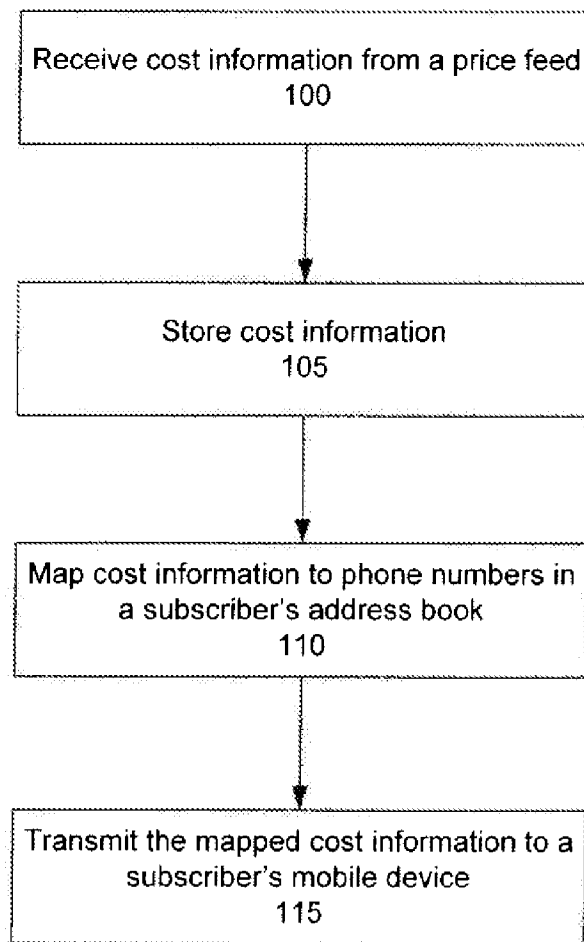 Receive cost information from a price feed
100
Store cost information
105
Map cost information to phone numbers in
a subscriber's address book
110
Transmit the mapped cost information to a
subscriber's mobile device
115